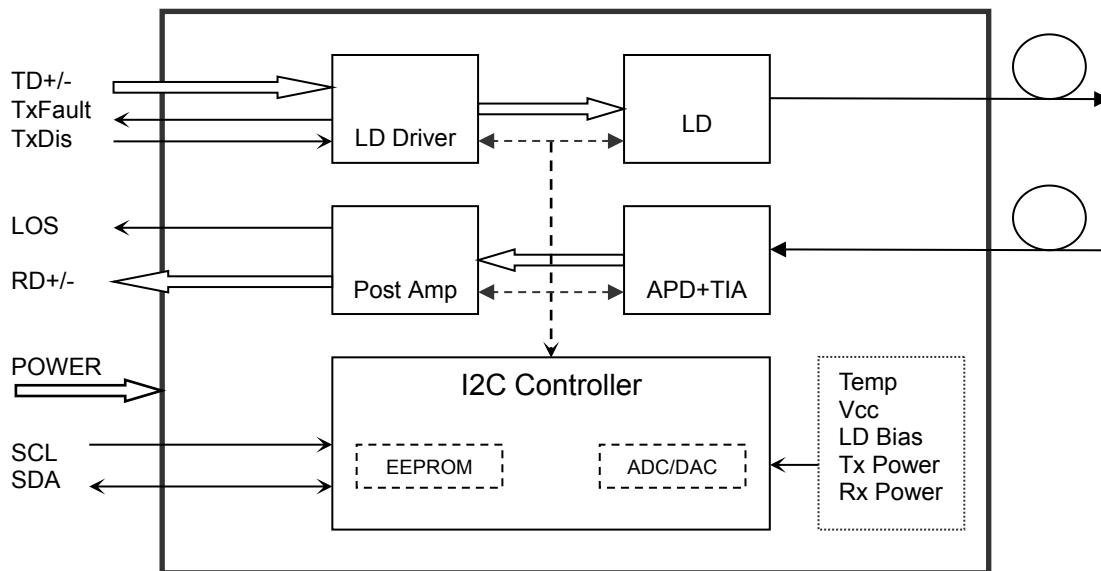 TD+/-
TxFault
TxDis
LD Driver
LD
LOS
RD+/-
Post Amp
APD+TIA
POWER
I2C Controller
SCL
SDA
EEPROM
ADC/DAC
Temp
Vcc
LD Bias
Tx Power
Rx Power